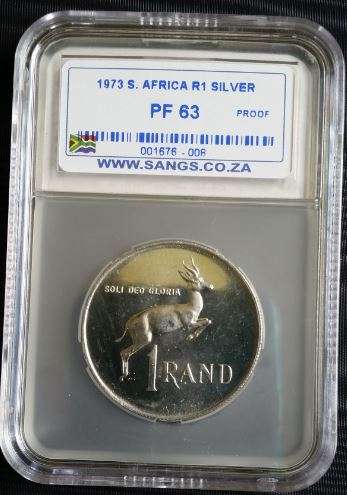 1973 S. AFRICA R1 SILVER
PF 63 PROOF
001676 - 006
WWW.SANGS.CO.ZA
SOLI DEO GLORIA
1 RAND